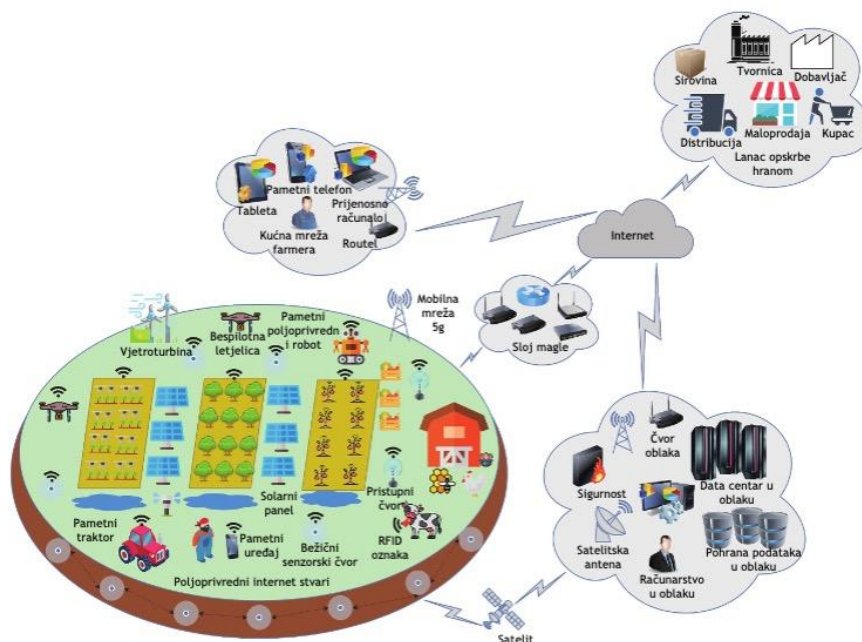 Sirovina
Tvornica
Dobavljač
Distribucija
Maloprodaja
Kupac
Lanac opskrbe
hranom
Tableta
Pametni telefon
Prijenosno
računalo
Kućna mreža
farmera
Routel
Internet
Mobilna
mreža
5g
Sloj magle
Vjetroturbina
Bespilotna
letjelica
Pametni
poljoprivredn
i robot
Solarni
panel
Pristupni
čvor
Pametni
traktor
Pametni
uređaj
Bežični
senzorski čvor
RFID
oznaka
Poljoprivredni internet stvari
Satelit
Čvor
oblaka
Sigurnost
Data centar u
oblaku
Satelitska
antena
Pohrana podataka
u oblaku
Računarstvo
u oblaku